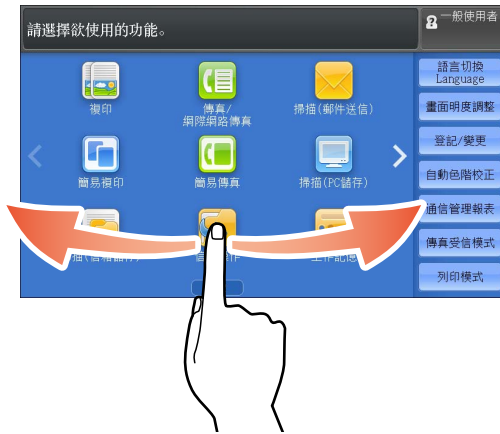 請選擇欲使用的功能。
一般使用者
複印
傳真/
網際網路傳真
掃描(郵件送信)
簡易複印
簡易傳真
掃描(PC儲存)
語言切換
Language
畫面明度調整
登記/變更
自動色階校正
通信管理報表
傳真受信模式
列印模式